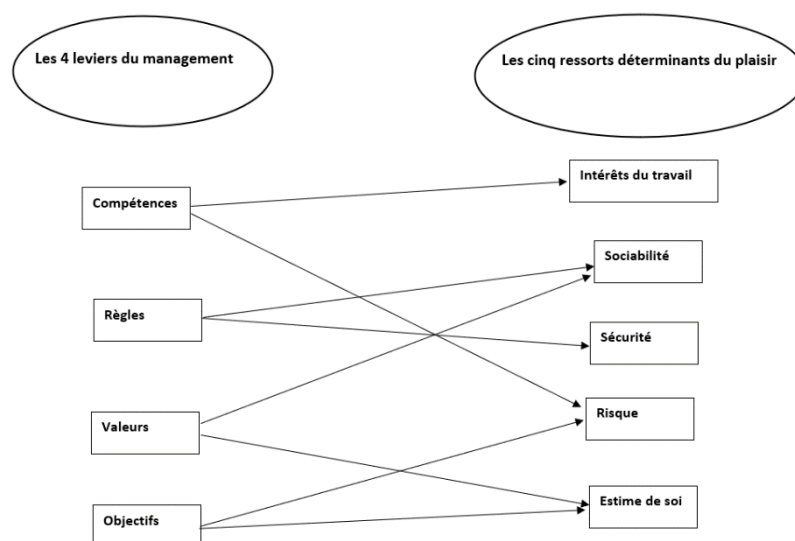 Les 4 leviers du management
Les cinq ressorts déterminants du plaisir
Compétences
Intérêts du travail
Règles
Sociabilité
Sécurité
Valeurs
Risque
Objectifs
Estime de soi